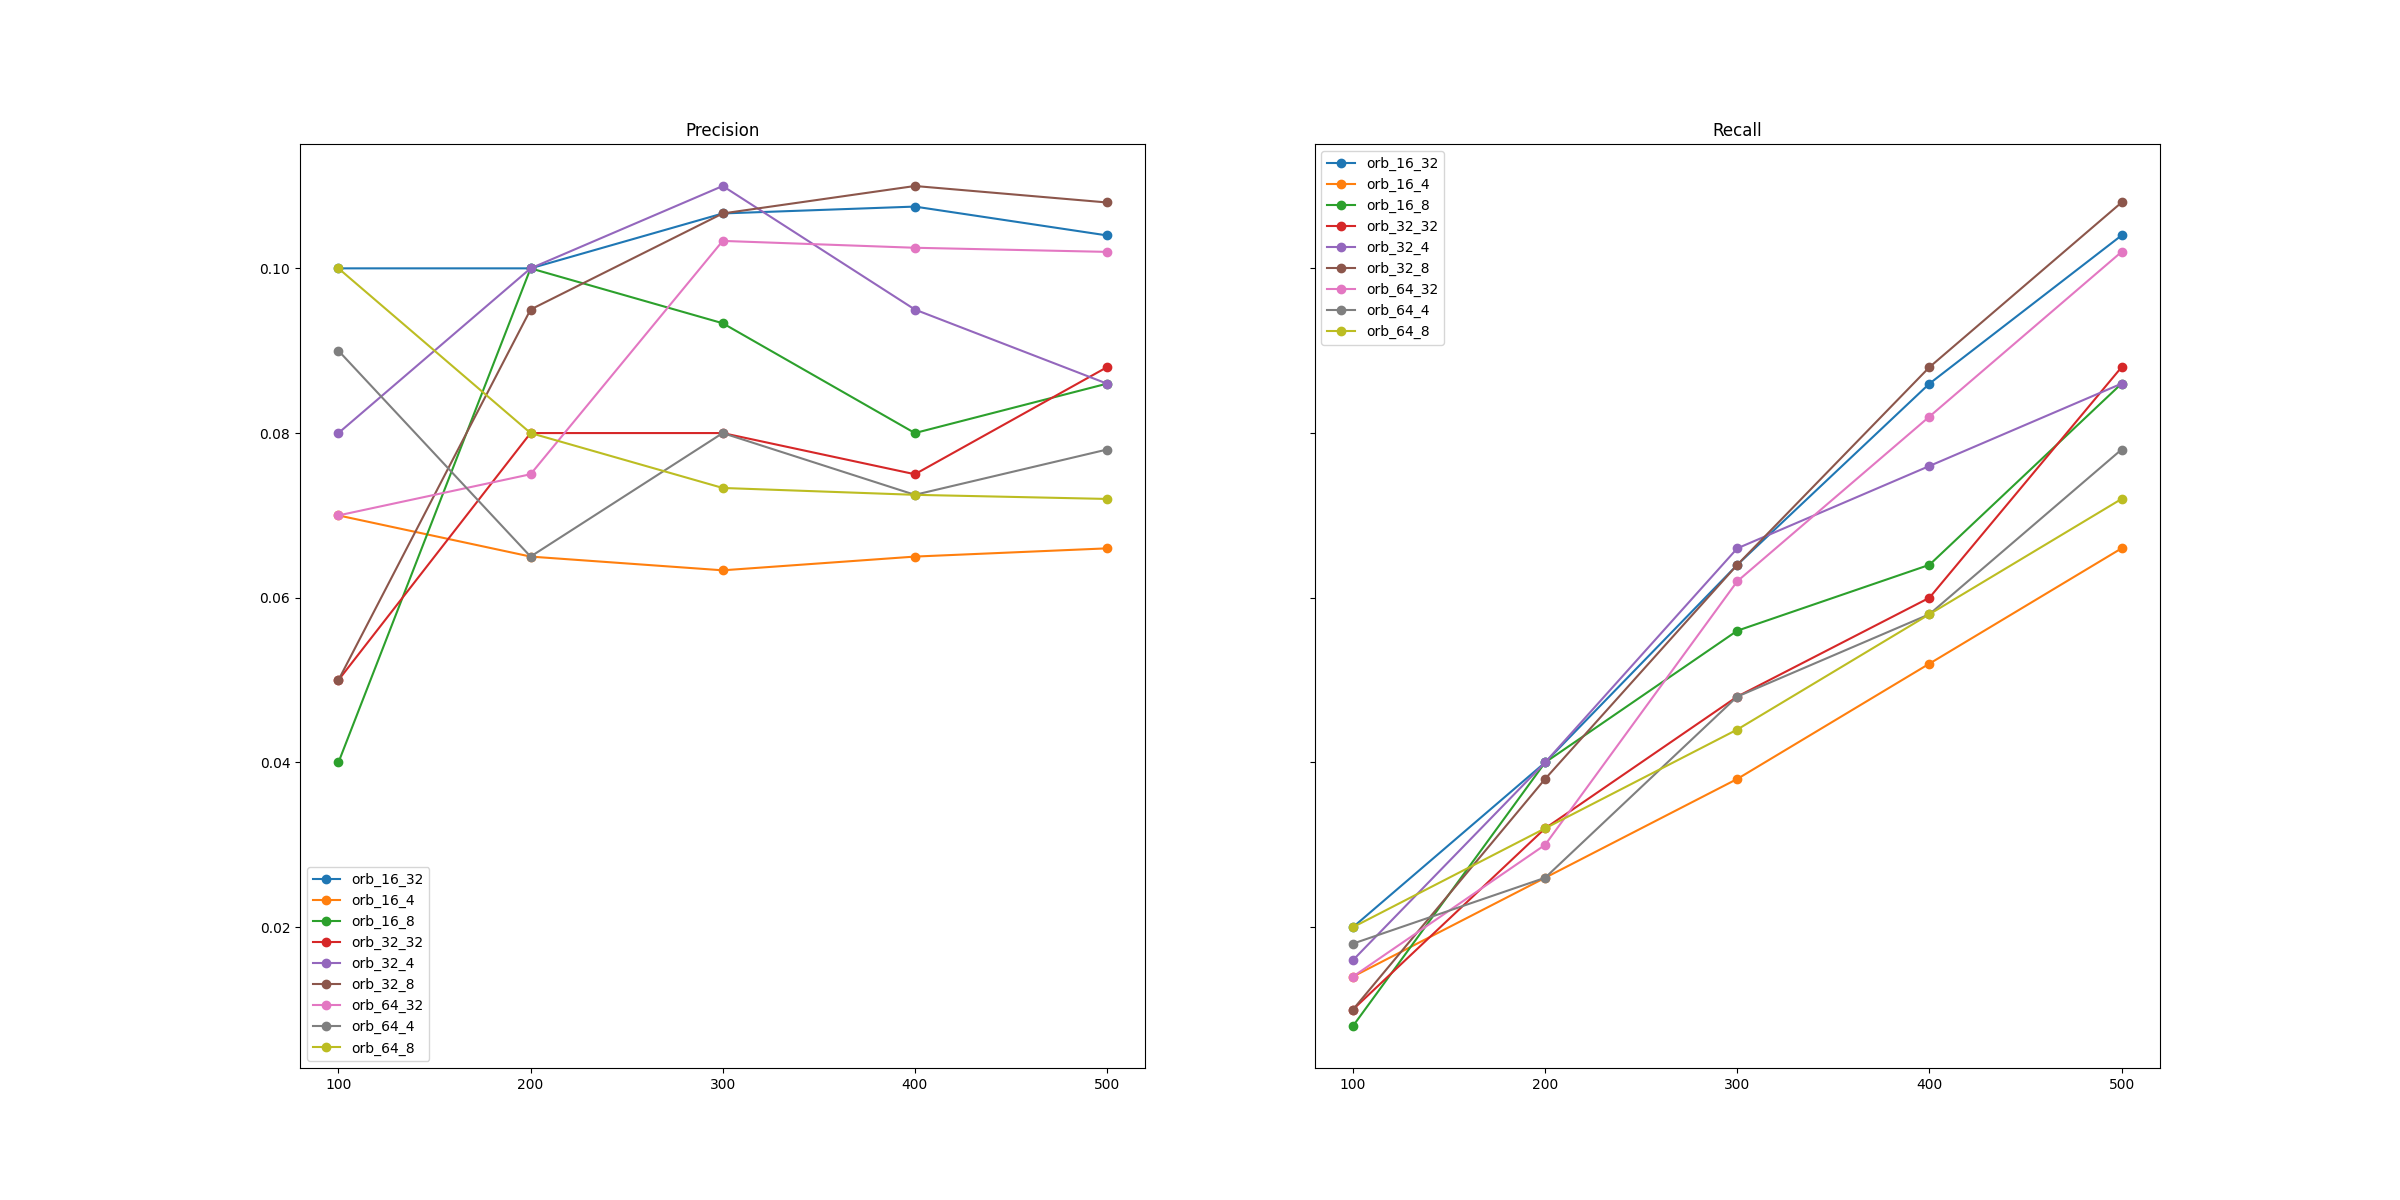 Precision
0.10
0.08
0.06
0.04
0.02
orb_16_32
orb_16_4
orb_16_8
orb_32_32
orb_32_4
orb_32_8
orb_64_32
orb_64_4
orb_64_8
100 200 300 400 500
Recall
orb_16_32
orb_16_4
orb_16_8
orb_32_32
orb_32_4
orb_32_8
orb_64_32
orb_64_4
orb_64_8
100 200 300 400 500